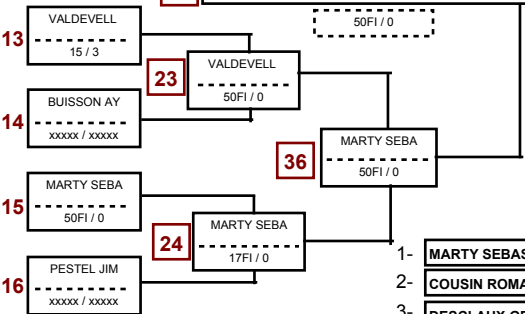 50FI / 0
13
VALDEVELL
15 / 3
23
VALDEVELL
50FI / 0
14
BUISSON AY
xxxxx / xxxxx
36
MARTY SEBA
50FI / 0
15
MARTY SEBA
50FI / 0
24
MARTY SEBA
17FI / 0
16
PESTEL JIM
xxxxx / xxxxx
1- MARTY SEBAS
2- COUSIN ROMA
3-